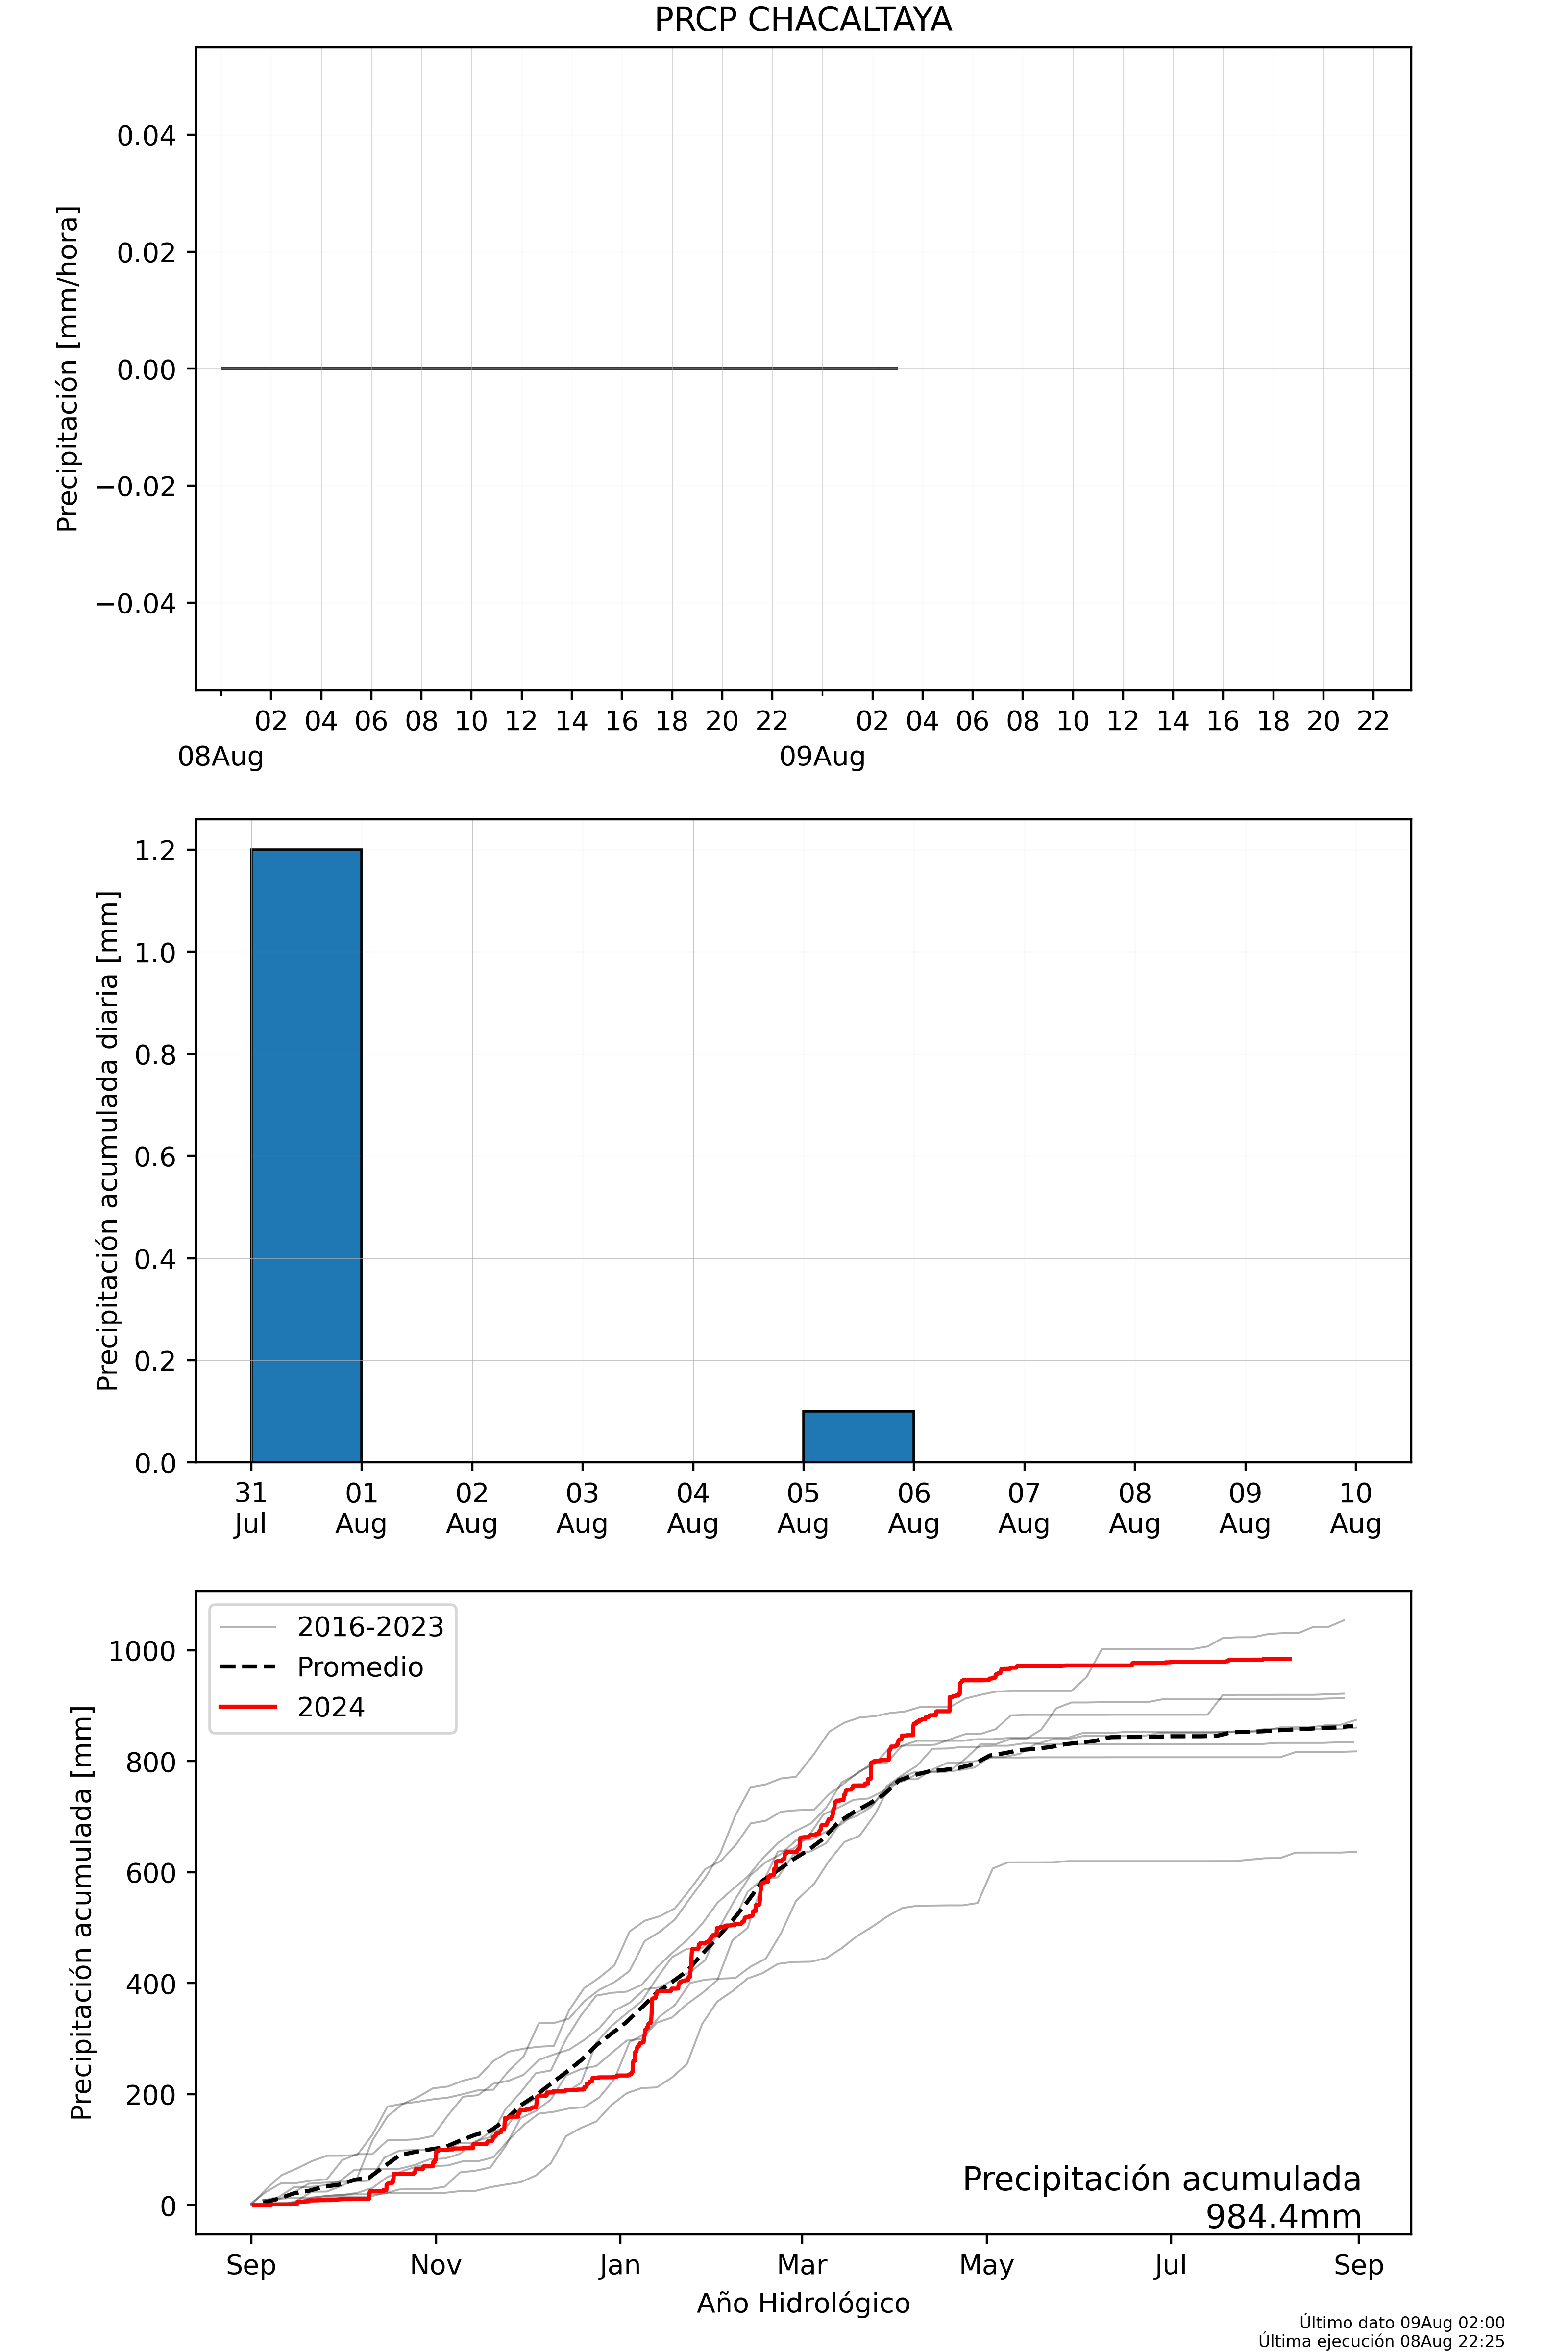 PRCP CHACALTAYA
Precipitación [mm/hora]
0.04
0.02
0.00
−0.02
−0.04
02 04 06 08 10 12 14 16 18 20 22 02 04 06 08 10 12 14 16 18 20 22
08Aug 09Aug
Precipitación acumulada diaria [mm]
1.2
1.0
0.8
0.6
0.4
0.2
0.0
31 01 02 03 04 05 06 07 08 09 10
Jul Aug Aug Aug Aug Aug Aug Aug Aug Aug Aug
Precipitación acumulada [mm]
1000
800
600
400
200
0
2016-2023
Promedio
2024
Precipitación acumulada
984.4mm
Sep Nov Jan Mar May Jul Sep
Año Hidrológico
Último dato 09Aug 02:00
Última ejecución 08Aug 22:25